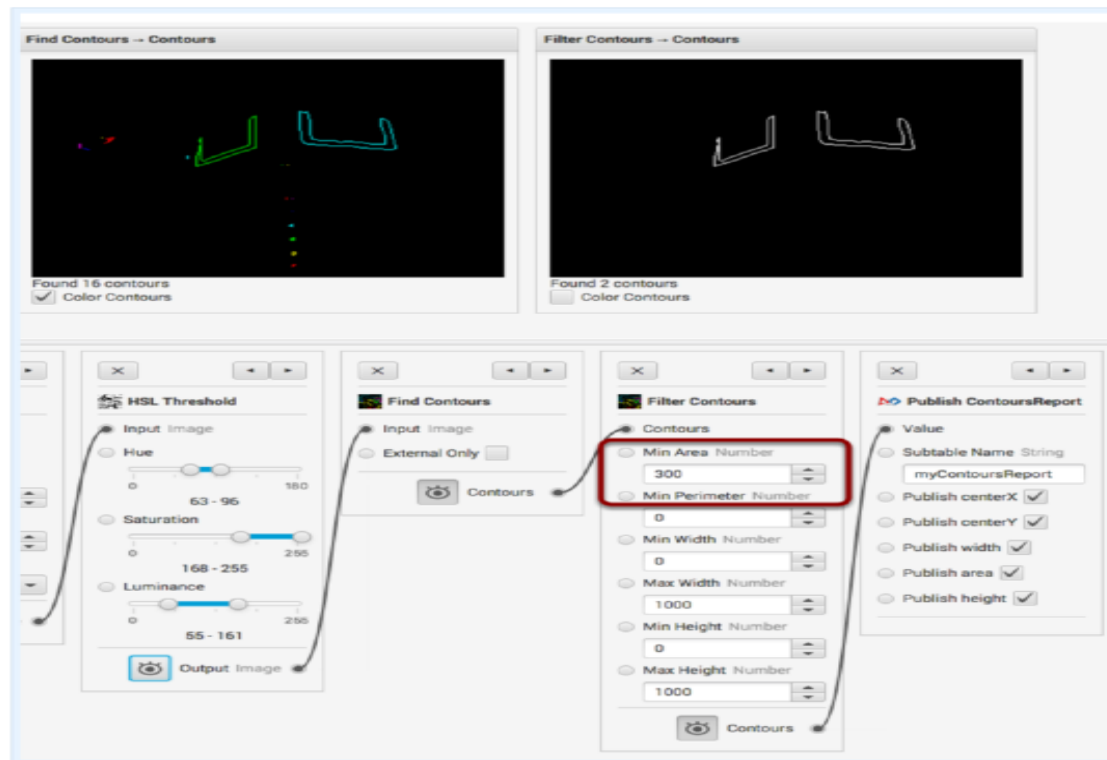 Find Contours → Contours
Filter Contours → Contours
Found 16 contours
Color Contours
Found 2 contours
Color Contours
HSL Threshold
Input Image
Hue
0 180
63 - 96
Saturation
0 255
168 - 255
Luminance
0 255
55 - 161
Output Image
Find Contours
Input Image
External Only
Contours
Filter Contours
Contours
Min Area Number
300
Min Perimeter Number
0
Min Width Number
0
Max Width Number
1000
Min Height Number
0
Max Height Number
1000
Contours
Publish ContoursReport
Value
Subtable Name String
myContoursReport
Publish centerX
Publish centerY
Publish width
Publish area
Publish height